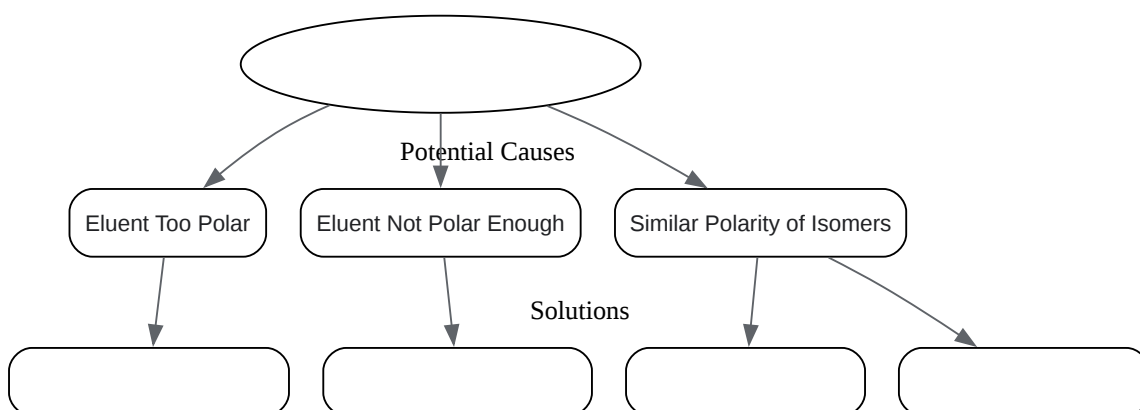 Potential Causes
Eluent Too Polar
Eluent Not Polar Enough
Similar Polarity of Isomers
Solutions